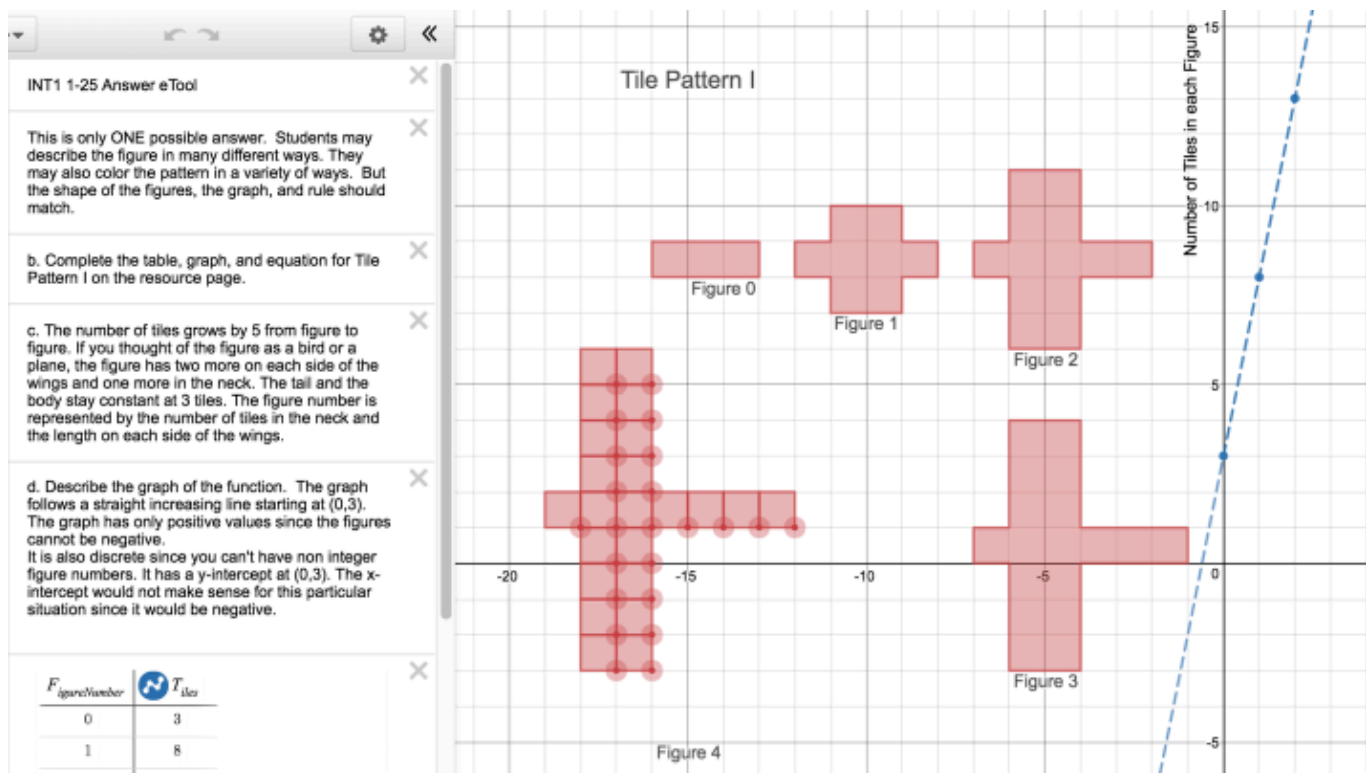 INT1 1-25 Answer eTool
This is only ONE possible answer. Students may
describe the figure in many different ways. They
may also color the pattern in a variety of ways. But
the shape of the figures, the graph, and rule should
match.
b. Complete the table, graph, and equation for Tile
Pattern I on the resource page.
c. The number of tiles grows by 5 from figure to
figure. If you thought of the figure as a bird or a
plane, the figure has two more on each side of the
wings and one more in the neck. The tail and the
body stay constant at 3 tiles. The figure number is
represented by the number of tiles in the neck and
the length on each side of the wings.
d. Describe the graph of the function. The graph
follows a straight increasing line starting at (0,3).
The graph has only positive values since the figures
cannot be negative.
It is also discrete since you can't have non integer
figure numbers. It has a y-intercept at (0,3). The x-
intercept would not make sense for this particular
situation since it would be negative.
FigureNumber Tiles
0 3
1 8
Tile Pattern I
Number of Tiles in each Figure
15
10
5
Figure 0
Figure 1
Figure 2
-20 -15 -10 -5 0
Figure 3
-5
Figure 4